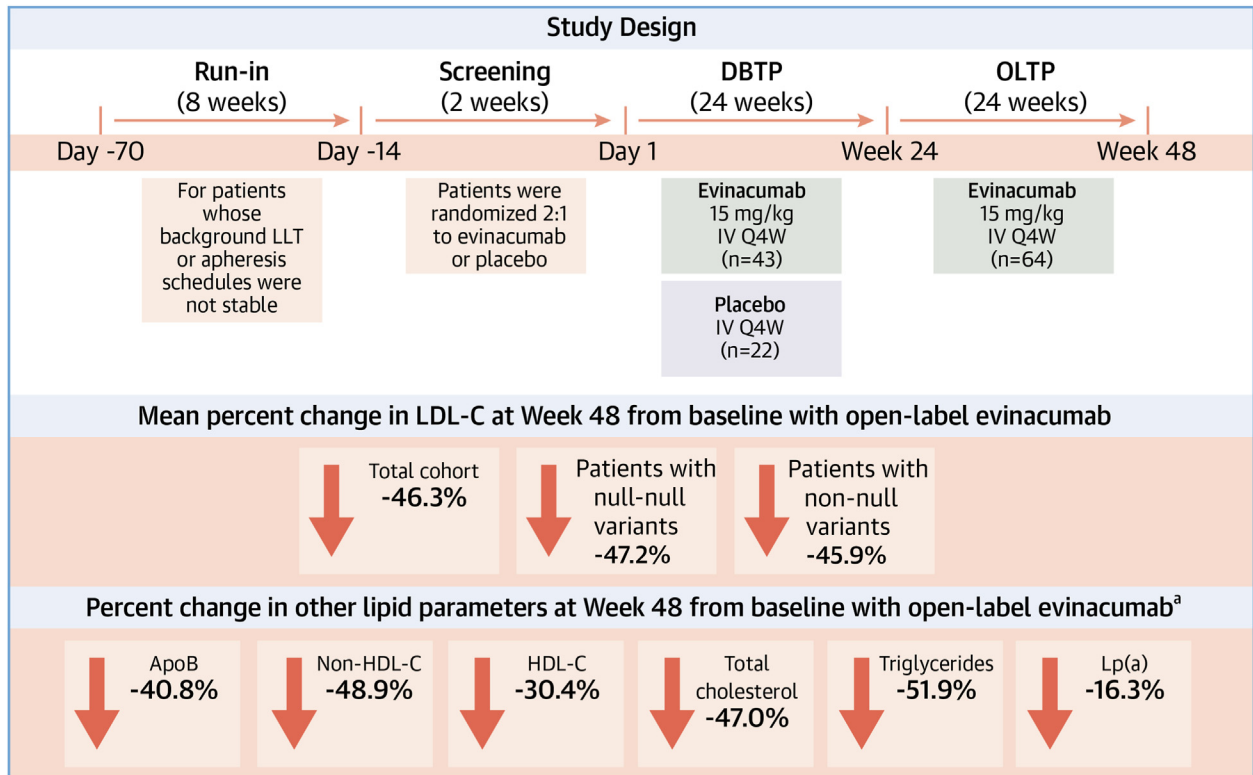 Study Design
Run-in
(8 weeks)
Screening
(2 weeks)
DBTP
(24 weeks)
OLTP
(24 weeks)
Day -70
Day -14
Day 1
Week 24
Week 48
For patients
whose
background LLT
or apheresis
schedules were
not stable
Patients were
randomized 2:1
to evinacumab
or placebo
Evinacumab
15 mg/kg
IV Q4W
(n=43)
Placebo
IV Q4W
(n=22)
Evinacumab
15 mg/kg
IV Q4W
(n=64)
Mean percent change in LDL-C at Week 48 from baseline with open-label evinacumab
Total cohort
-46.3%
Patients with
null-null
variants
-47.2%
Patients with
non-null
variants
-45.9%
Percent change in other lipid parameters at Week 48 from baseline with open-label evinacumabᵃ
ApoB
-40.8%
Non-HDL-C
-48.9%
HDL-C
-30.4%
Total
cholesterol
-47.0%
Triglycerides
-51.9%
Lp(a)
-16.3%